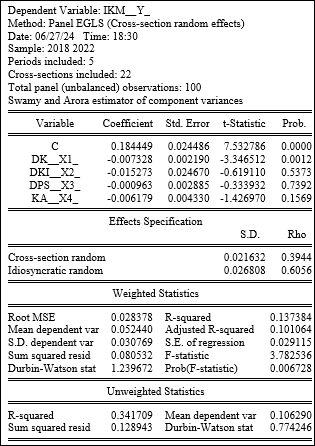 Dependent Variable: IKM__Y_
Method: Panel EGLS (Cross-section random effects)
Date: 06/27/24 Time: 18:30
Sample: 2018 2022
Periods included: 5
Cross-sections included: 22
Total panel (unbalanced) observations: 100
Swamy and Arora estimator of component variances
Variable Coefficient Std. Error t-Statistic Prob.
C 0.184449 0.024486 7.532786 0.0000
DK__X1_ -0.007328 0.002190 -3.346512 0.0012
DKI__X2_ -0.015273 0.024670 -0.619110 0.5373
DPS__X3_ -0.000963 0.002885 -0.333932 0.7392
KA__X4_ -0.006179 0.004330 -1.426970 0.1569
Effects Specification
S.D. Rho
Cross-section random 0.021632 0.3944
Idiosyncratic random 0.026808 0.6056
Weighted Statistics
Root MSE 0.028378 R-squared 0.137384
Mean dependent var 0.052440 Adjusted R-squared 0.101064
S.D. dependent var 0.030769 S.E. of regression 0.029115
Sum squared resid 0.080532 F-statistic 3.782536
Durbin-Watson stat 1.239672 Prob(F-statistic) 0.006728
Unweighted Statistics
R-squared 0.341709 Mean dependent var 0.106290
Sum squared resid 0.128943 Durbin-Watson stat 0.774246